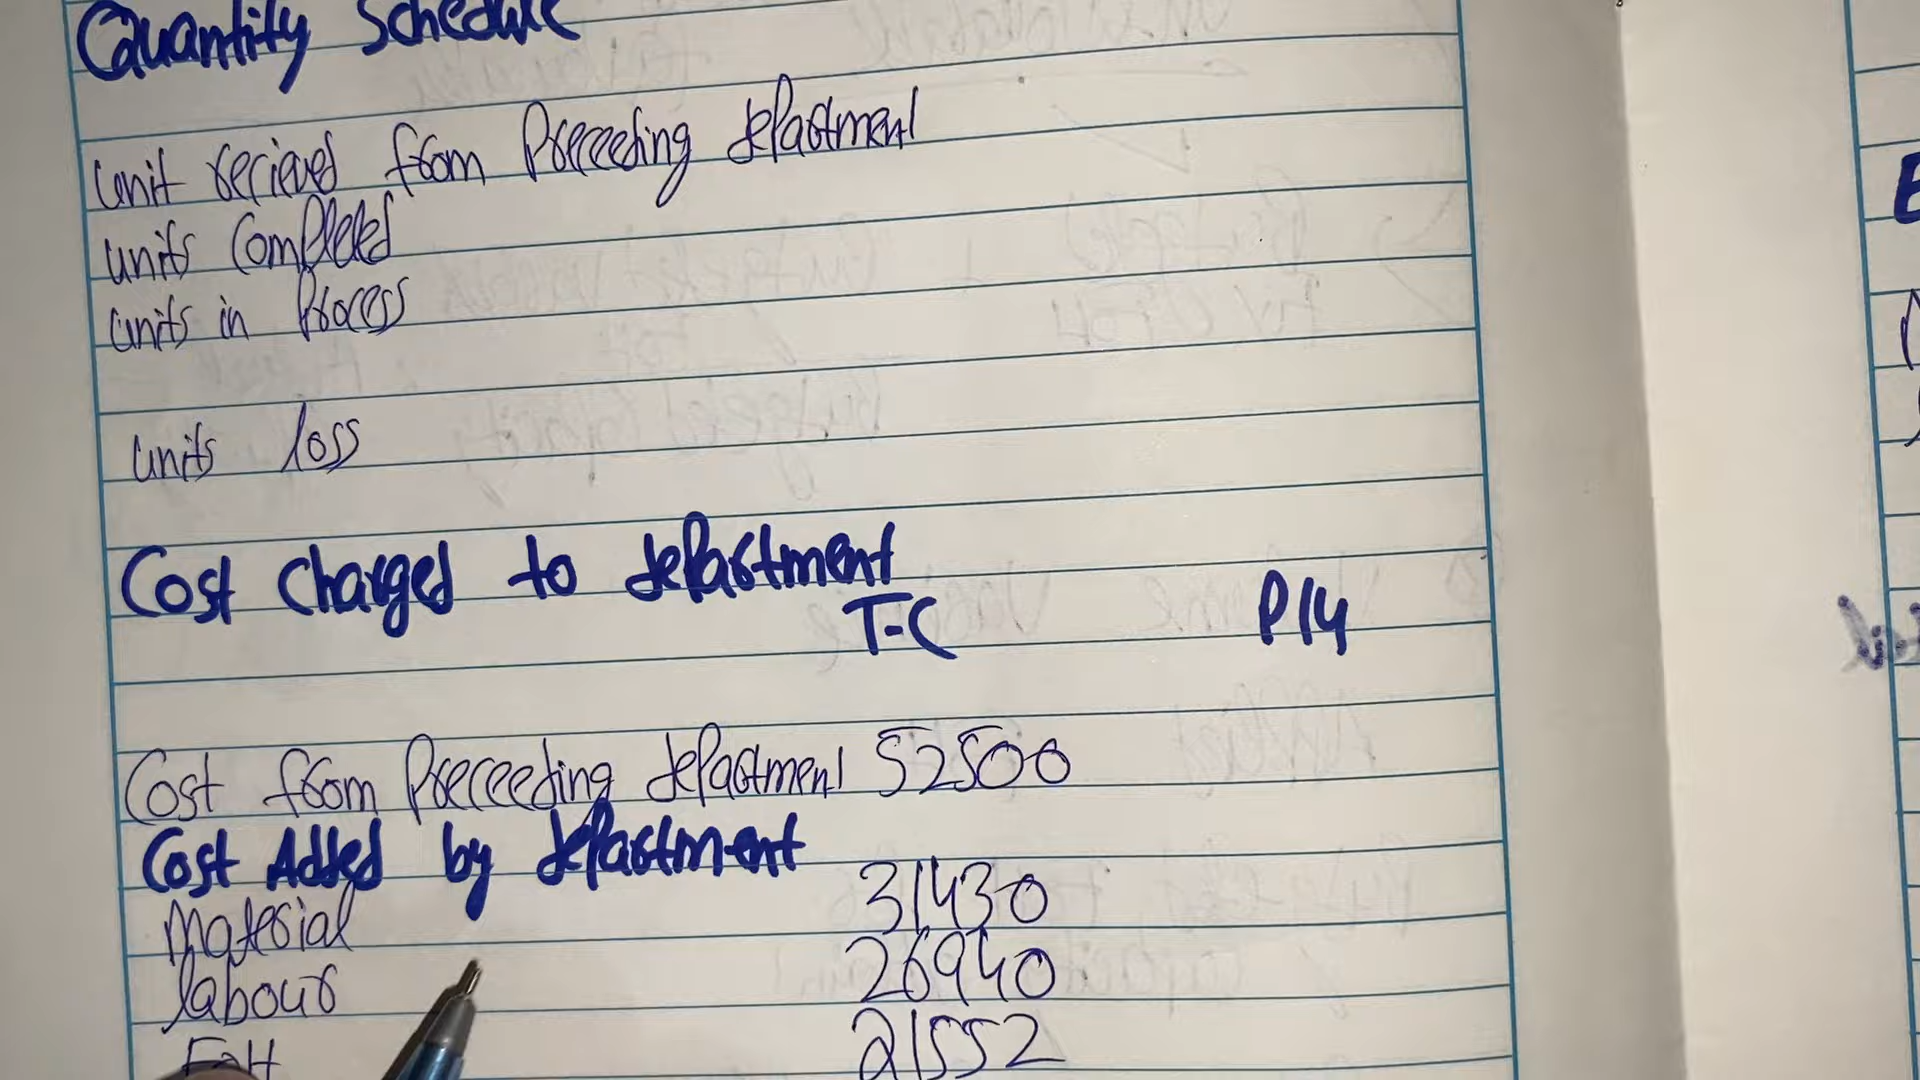 Quantity Schedule
unit recieved from Preceeding department
units Completed
units in Process
units loss
Cost Charged to department
T-C P/U
Cost from Preceeding department 52500
Cost Added by department
Material 31430
labour 26940
FOH 21552